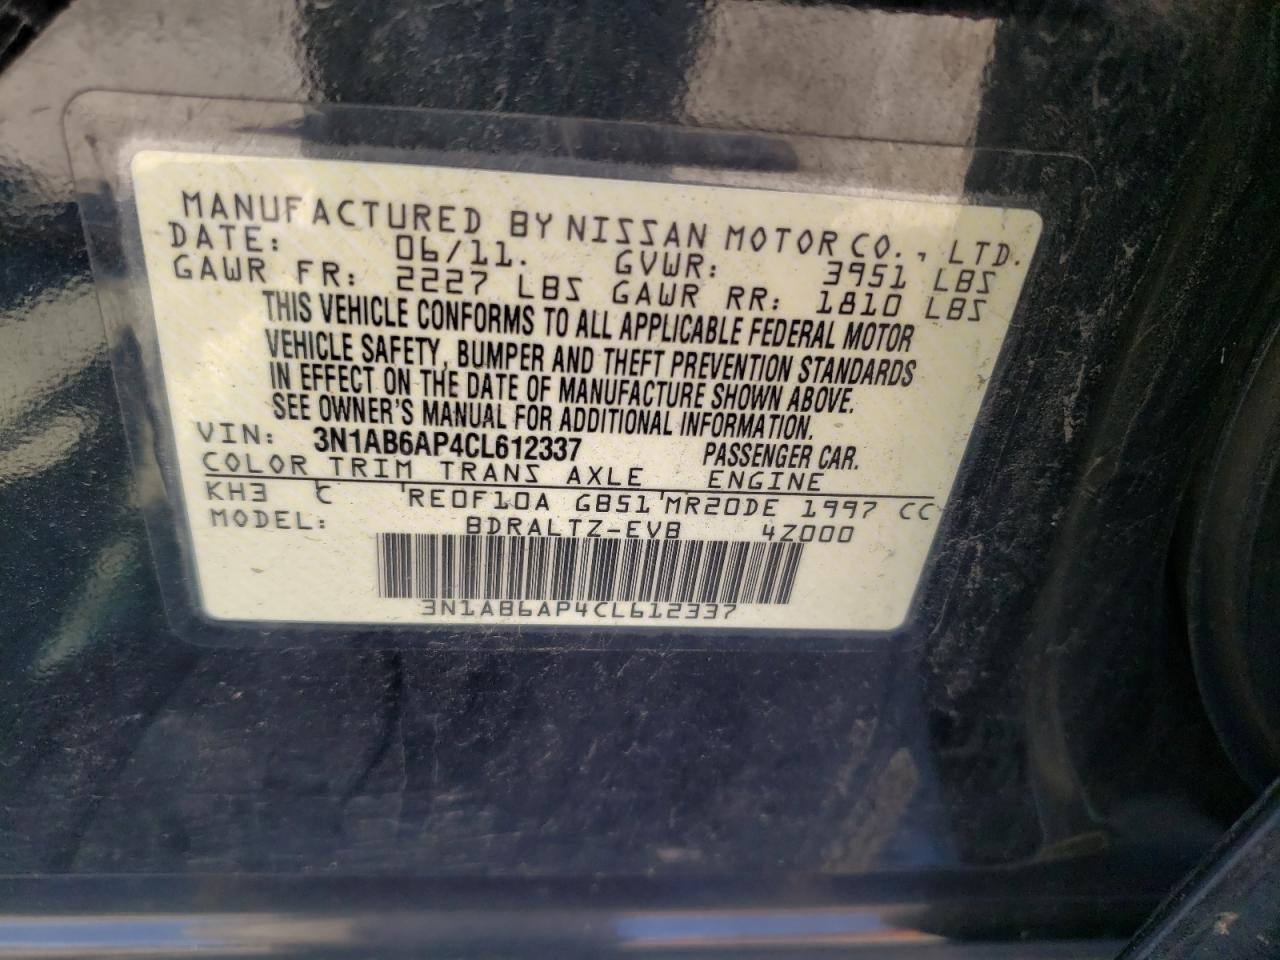 MANUFACTURED BY NISSAN MOTOR CO., LTD.
DATE: 06/11. GVWR: 3951 LBS
GAWR FR: 2227 LBS GAWR RR: 1810 LBS
THIS VEHICLE CONFORMS TO ALL APPLICABLE FEDERAL MOTOR
VEHICLE SAFETY, BUMPER AND THEFT PREVENTION STANDARDS
IN EFFECT ON THE DATE OF MANUFACTURE SHOWN ABOVE.
SEE OWNER'S MANUAL FOR ADDITIONAL INFORMATION.
VIN: 3N1AB6AP4CL612337 PASSENGER CAR.
COLOR TRIM TRANS AXLE ENGINE
KH3 C RE0F10A GB51 MR20DE 1997 CC
MODEL: BDRALTZ-EVB 4Z000
3N1AB6AP4CL612337